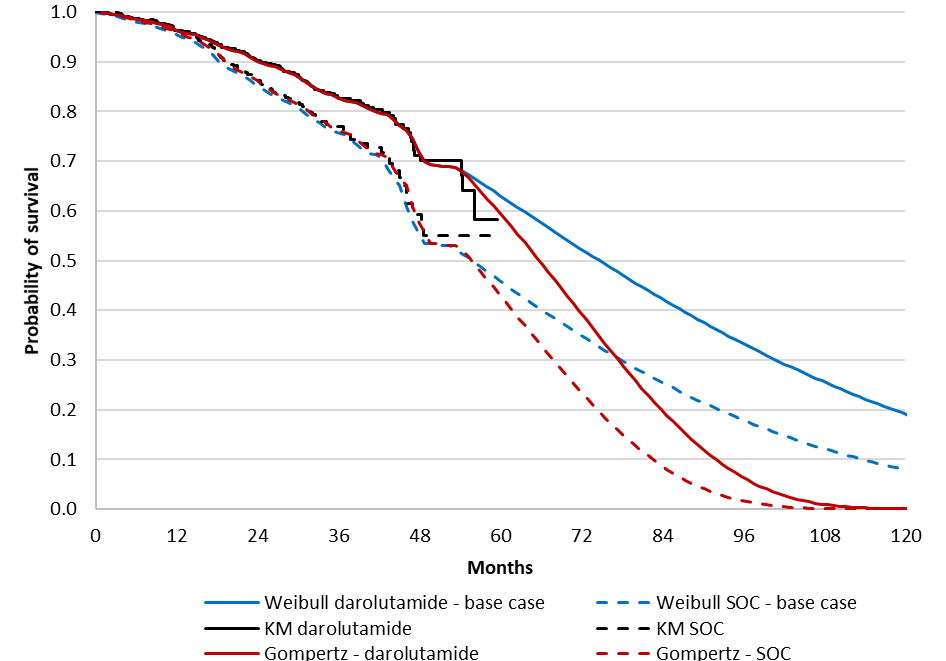 1.0
0.9
0.8
0.7
0.6
0.5
0.4
0.3
0.2
0.1
0.0
Probability of survival
0 12 24 36 48 60 72 84 96 108 120
Months
Weibull darolutamide - base case Weibull SOC - base case
KM darolutamide KM SOC
Gompertz - darolutamide Gompertz - SOC